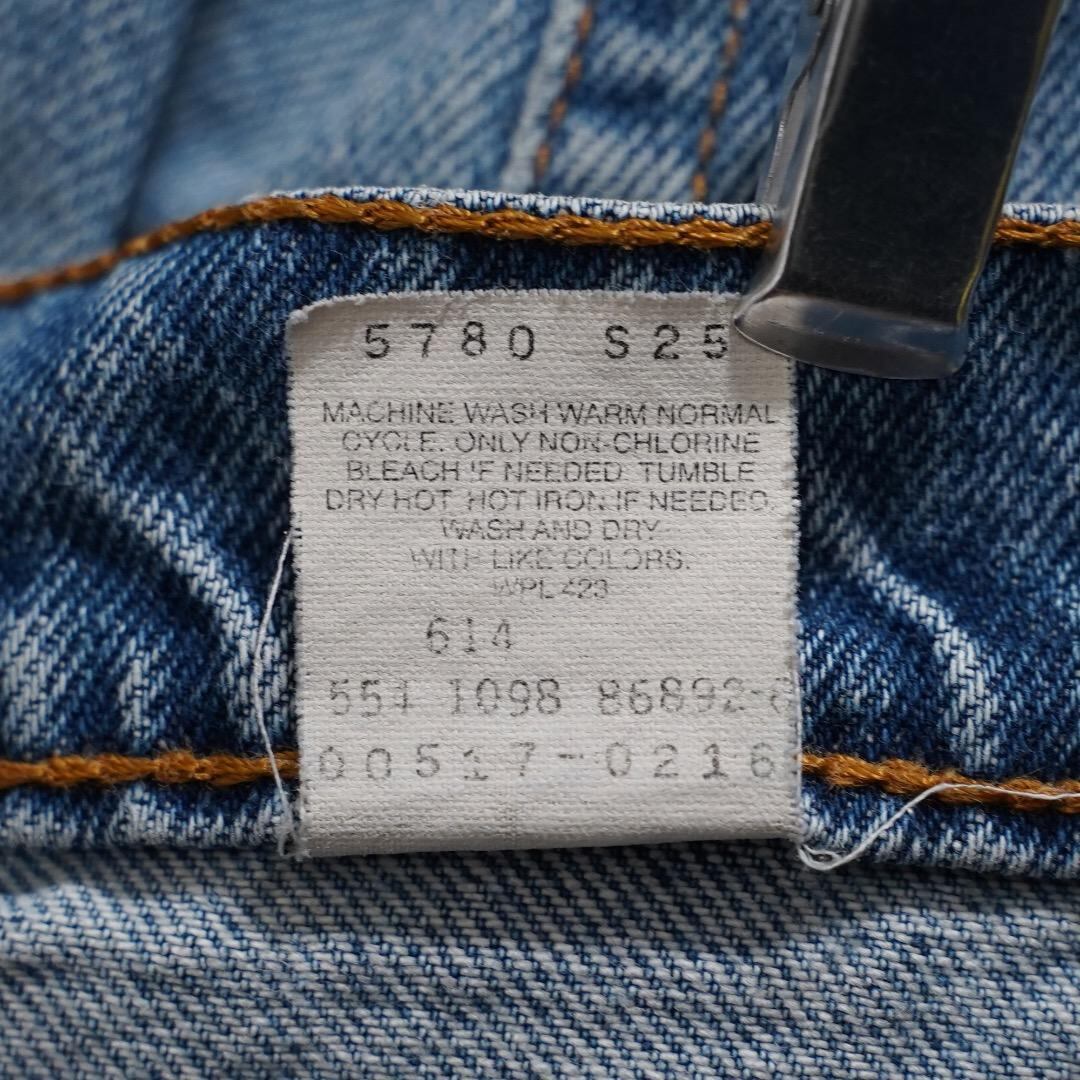 5780 S25
MACHINE WASH WARM NORMAL
CYCLE. ONLY NON-CHLORINE
BLEACH IF NEEDED. TUMBLE
DRY HOT. HOT IRON IF NEEDED.
WASH AND DRY
WITH LIKE COLORS.
WPL 423
614
551 1098 86892-6
00517-0216